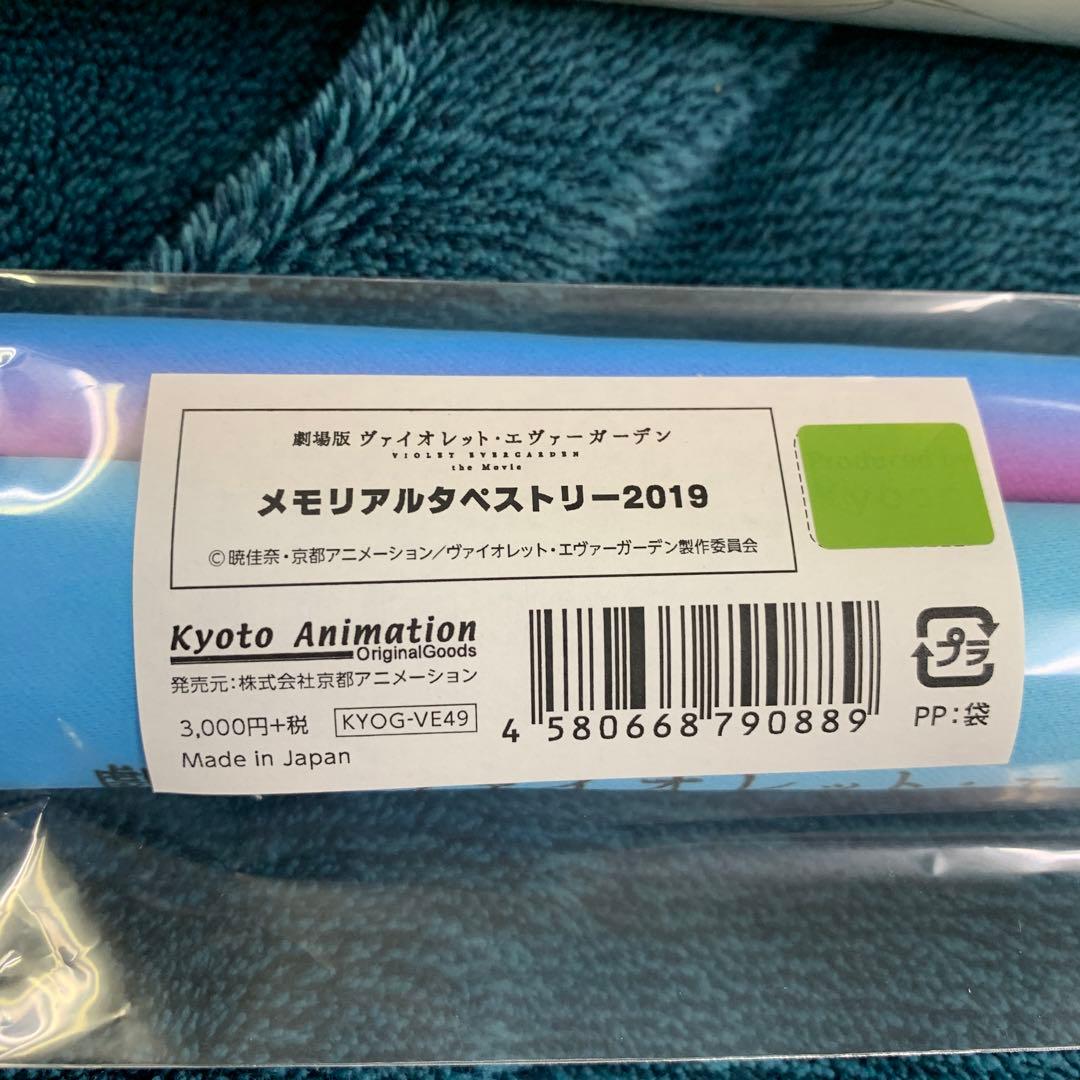 劇場版 ヴァイオレット・エヴァーガーデン
VIOLET EVERGARDEN
the Movie
メモリアルタペストリー2019
©暁佳奈・京都アニメーション/ヴァイオレット・エヴァーガーデン製作委員会
Produced by
Kyoto Animation
OriginalGoods
発売元:株式会社京都アニメーション
3,000円+税 KYOG-VE49
Made in Japan
4 580668 790889
プラ
PP:袋